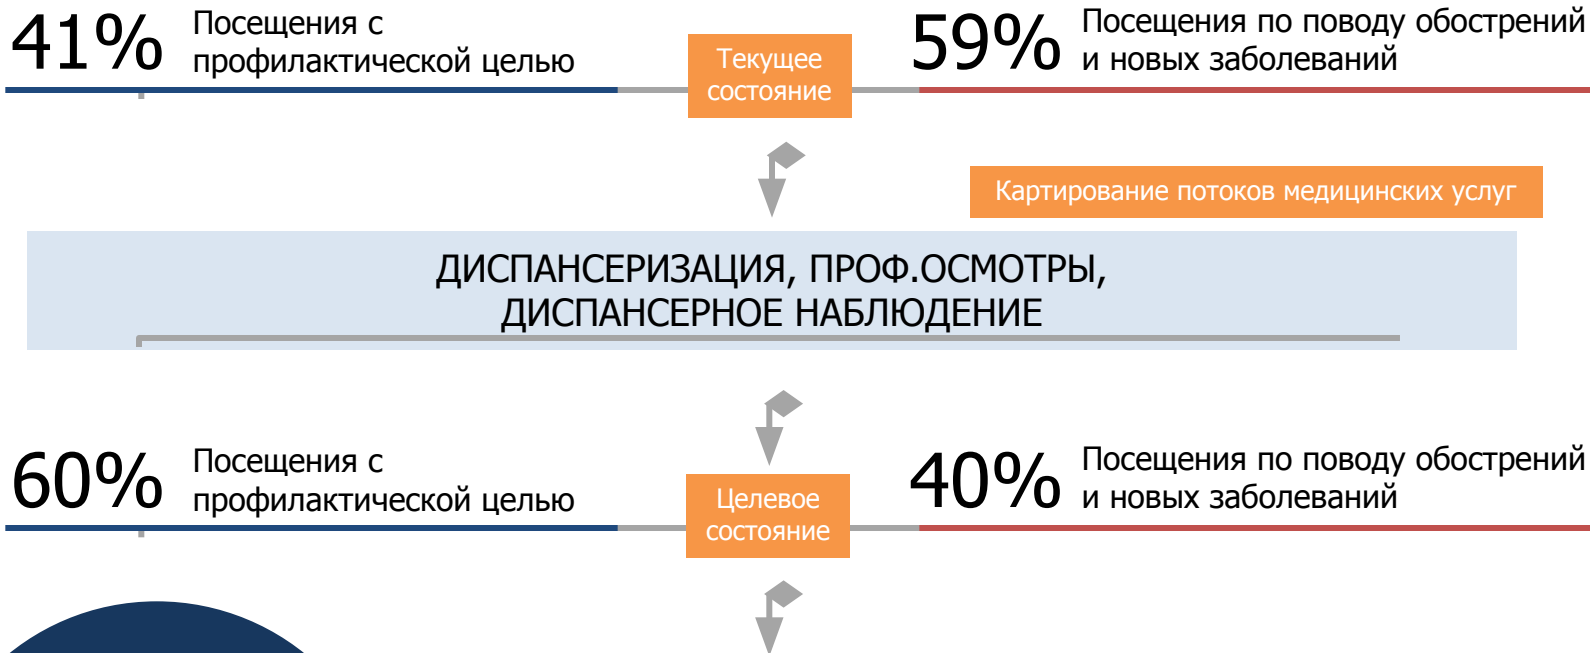 41%
Посещения с
профилактической целью
Текущее
состояние
59%
Посещения по поводу обострений
и новых заболеваний
Картирование потоков медицинских услуг
ДИСПАНСЕРИЗАЦИЯ, ПРОФ.ОСМОТРЫ,
ДИСПАНСЕРНОЕ НАБЛЮДЕНИЕ
60%
Посещения с
профилактической целью
Целевое
состояние
40%
Посещения по поводу обострений
и новых заболеваний